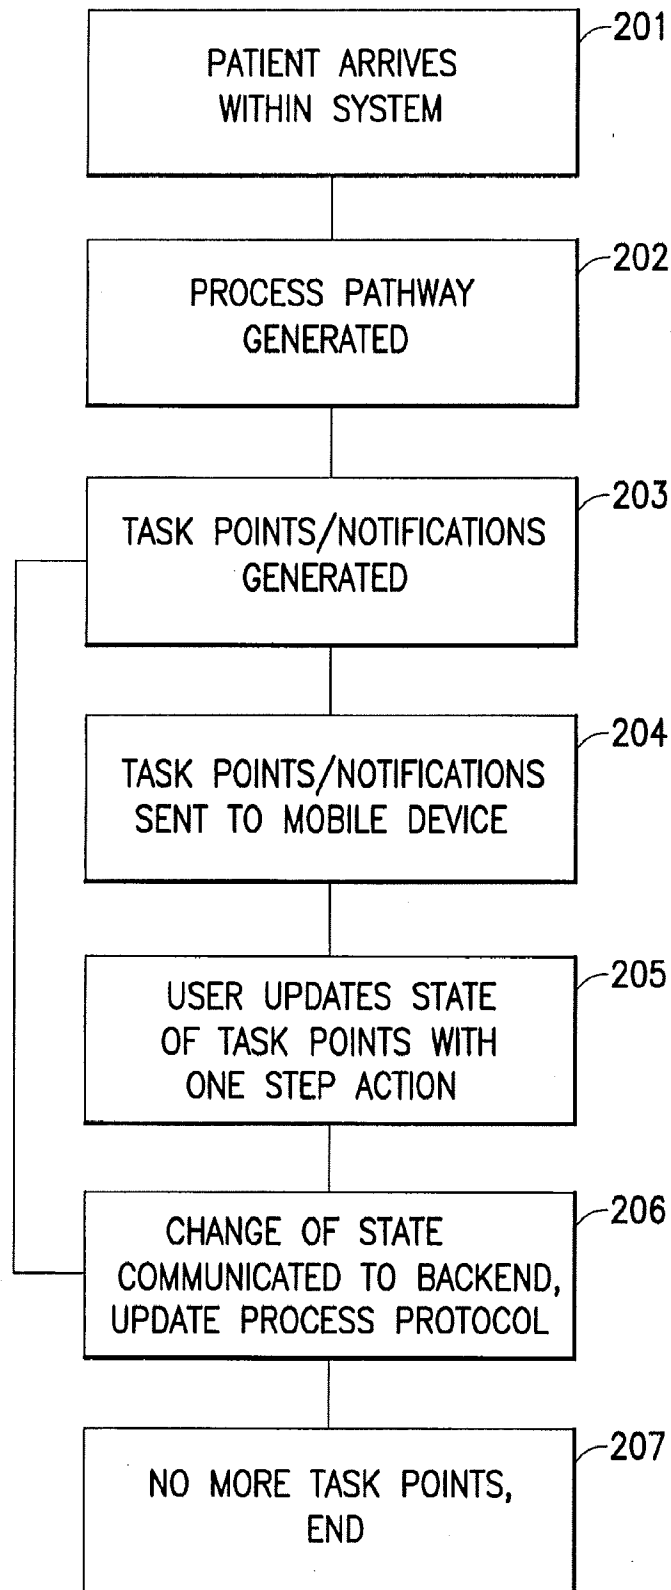 201
PATIENT ARRIVES
WITHIN SYSTEM
202
PROCESS PATHWAY
GENERATED
203
TASK POINTS/NOTIFICATIONS
GENERATED
204
TASK POINTS/NOTIFICATIONS
SENT TO MOBILE DEVICE
205
USER UPDATES STATE
OF TASK POINTS WITH
ONE STEP ACTION
206
CHANGE OF STATE
COMMUNICATED TO BACKEND,
UPDATE PROCESS PROTOCOL
207
NO MORE TASK POINTS,
END